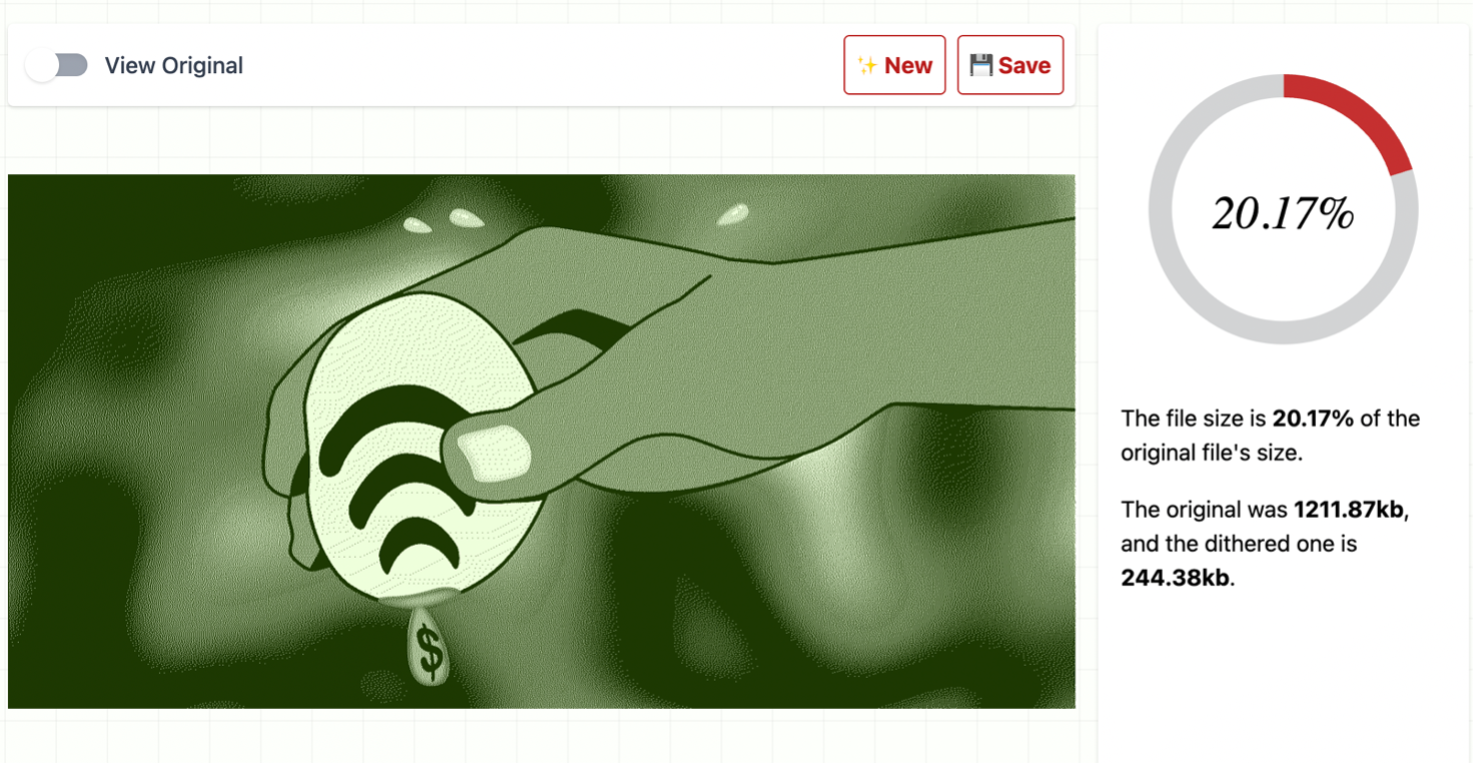 View Original
✨ New
💾 Save
20.17%
$
The file size is 20.17% of the
original file's size.
The original was 1211.87kb,
and the dithered one is
244.38kb.